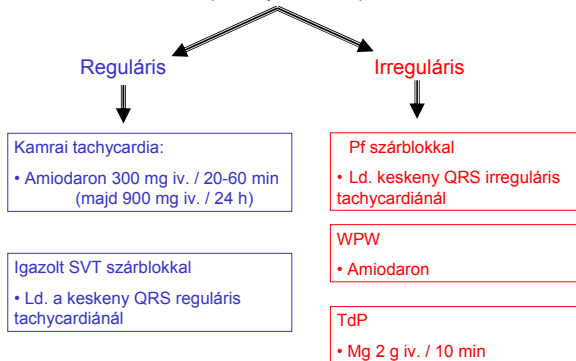 Reguláris
Irreguláris
Kamrai tachycardia:
• Amiodaron 300 mg iv. / 20-60 min
(majd 900 mg iv. / 24 h)
Igazolt SVT szárblokkal
• Ld. a keskeny QRS reguláris
tachycardiánál
Pf szárblokkal
• Ld. keskeny QRS irreguláris
tachycardiánál
WPW
• Amiodaron
TdP
• Mg 2 g iv. / 10 min